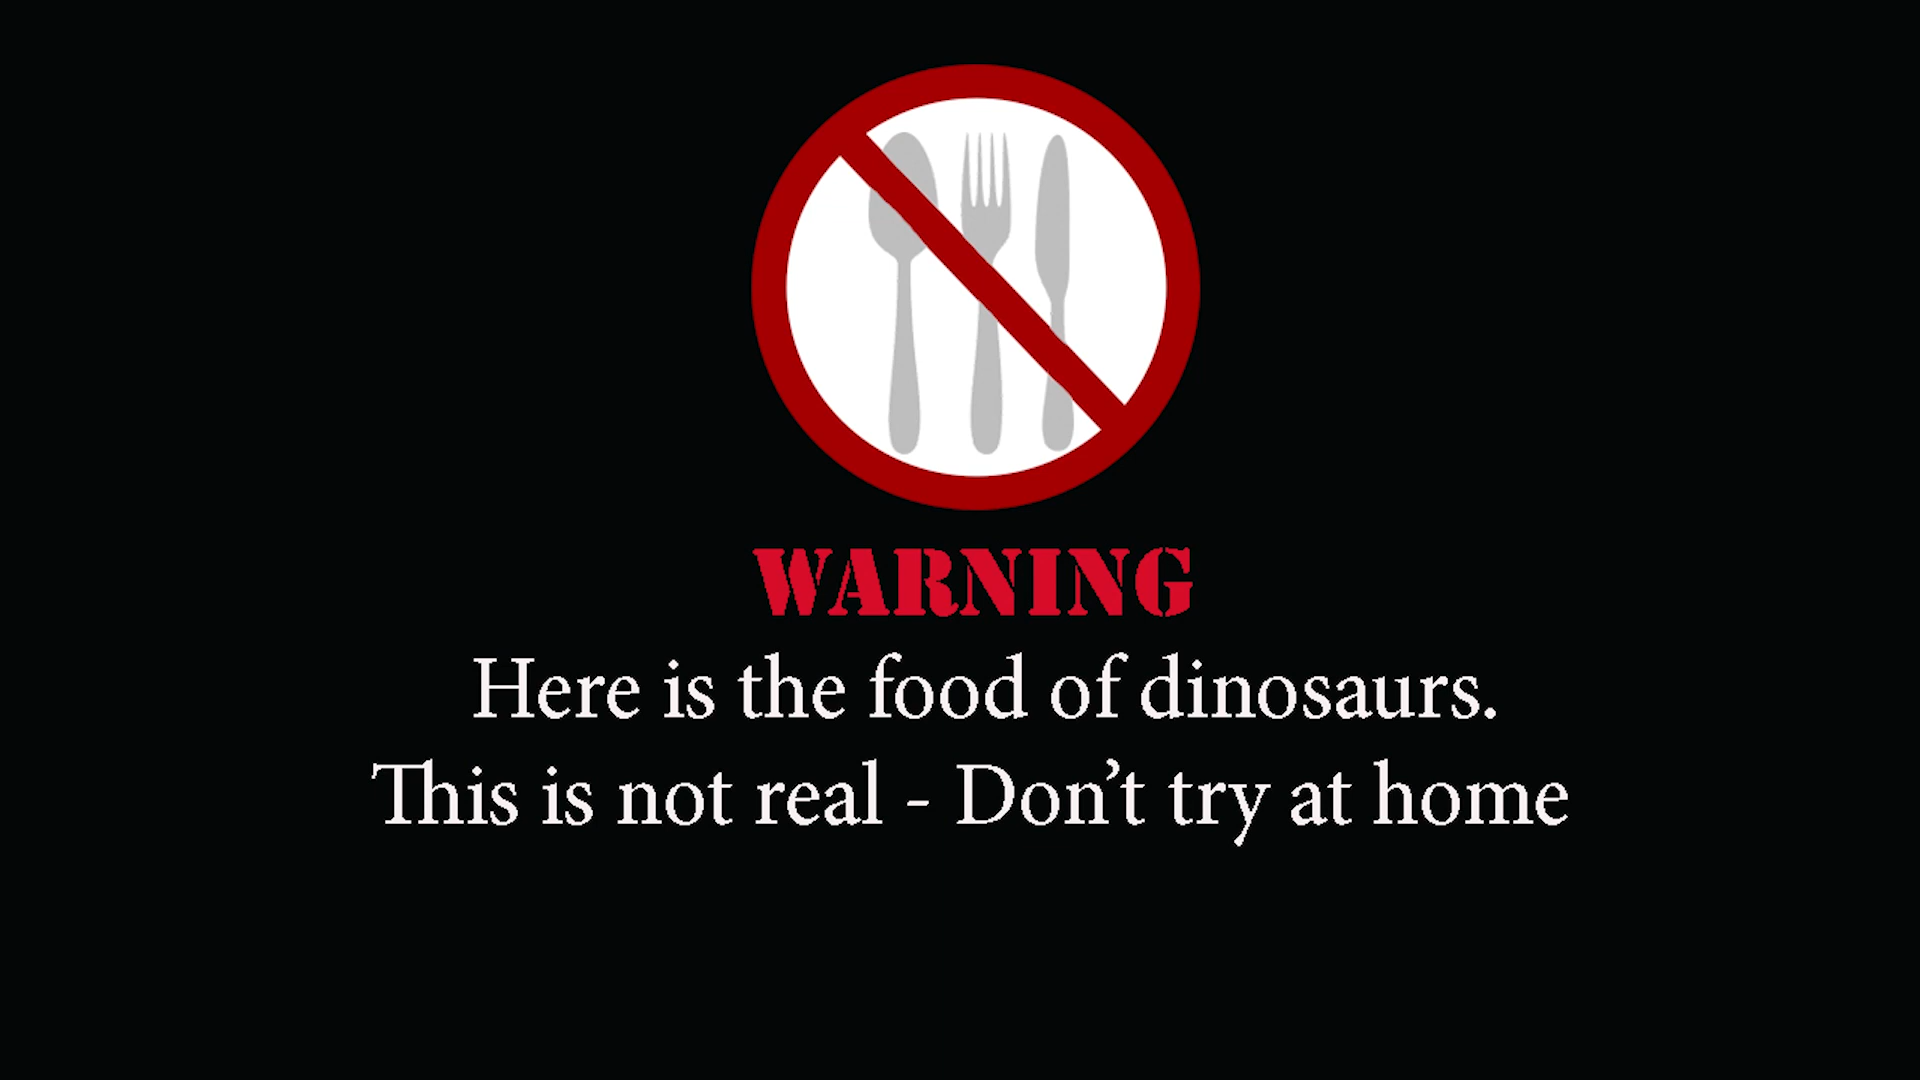 WARNING
Here is the food of dinosaurs.
This is not real - Don’t try at home